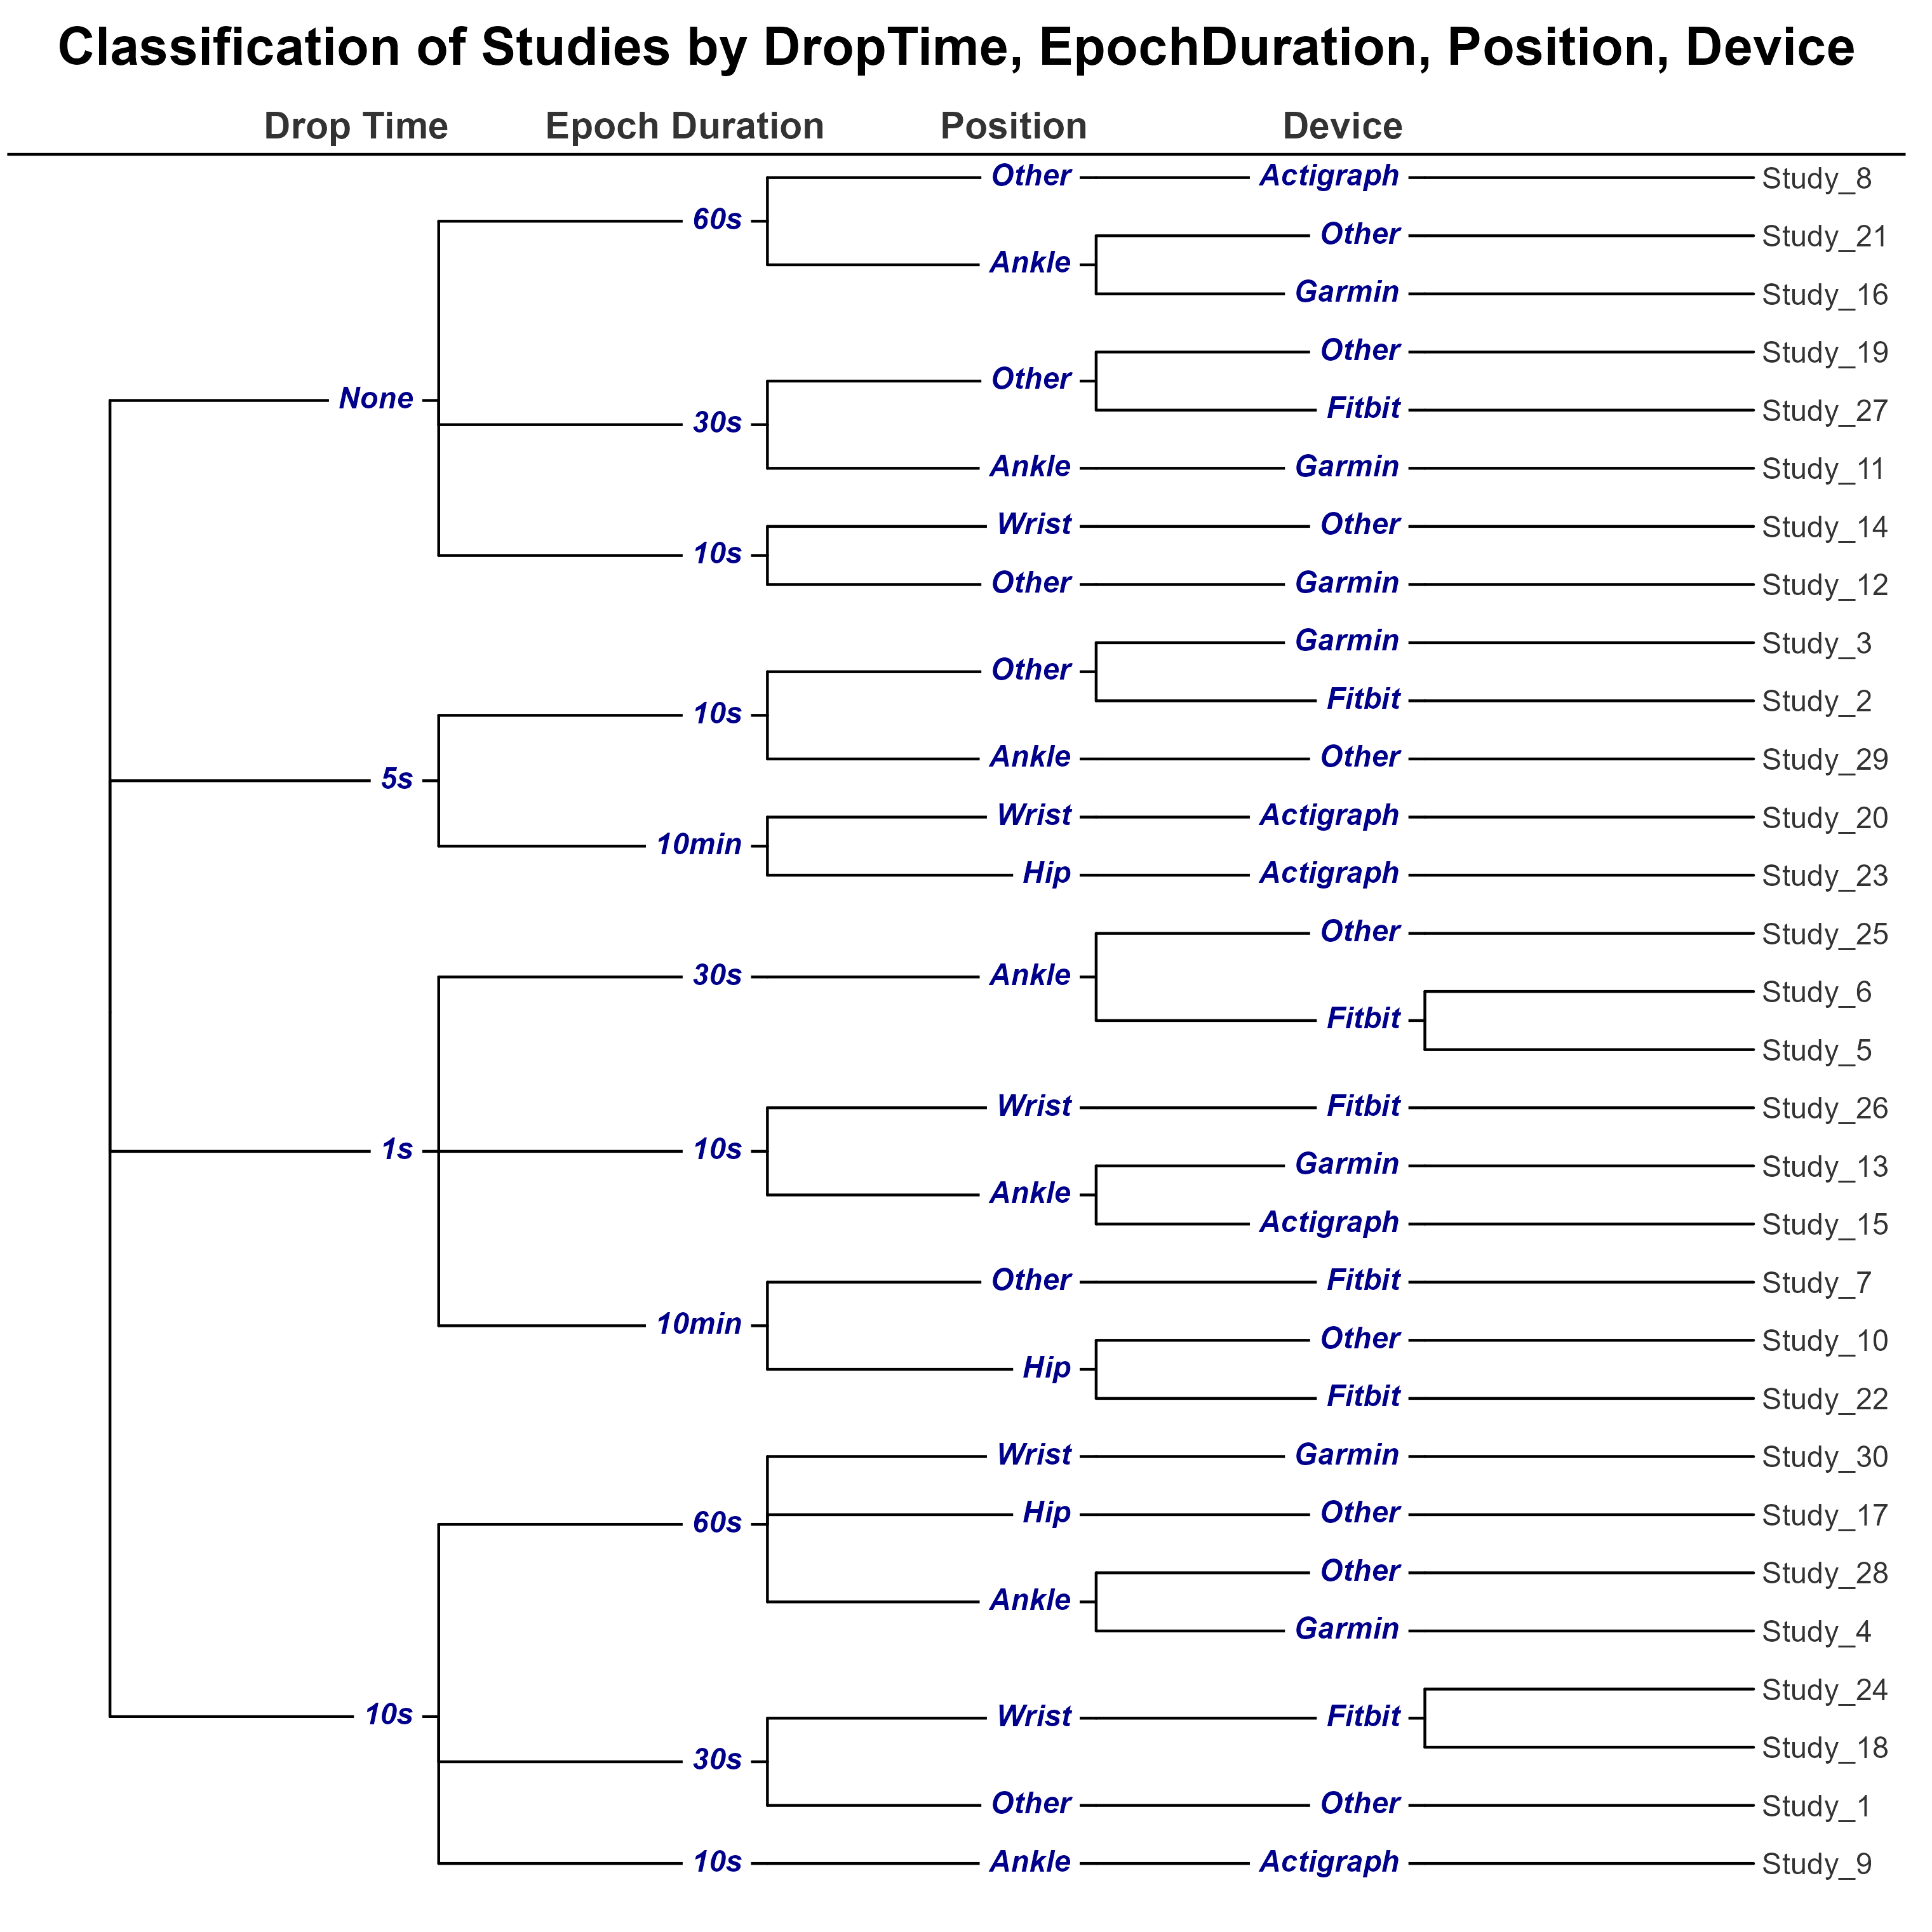 Classification of Studies by DropTime, EpochDuration, Position, Device
Drop Time Epoch Duration Position Device
Other Actigraph Study_8
60s
Other Study_21
Ankle
Garmin Study_16
Other Study_19
Other
None
Fitbit Study_27
30s
Ankle Garmin Study_11
Wrist Other Study_14
10s
Other Garmin Study_12
Garmin Study_3
Other
Fitbit Study_2
10s
Ankle Other Study_29
5s
Wrist Actigraph Study_20
10min
Hip Actigraph Study_23
Other Study_25
30s Ankle
Study_6
Fitbit
Study_5
Wrist Fitbit Study_26
1s 10s
Garmin Study_13
Ankle
Actigraph Study_15
Other Fitbit Study_7
10min
Other Study_10
Hip
Fitbit Study_22
Wrist Garmin Study_30
Hip Other Study_17
60s
Other Study_28
Ankle
Garmin Study_4
Study_24
10s Wrist Fitbit
Study_18
30s
Other Other Study_1
10s Ankle Actigraph Study_9